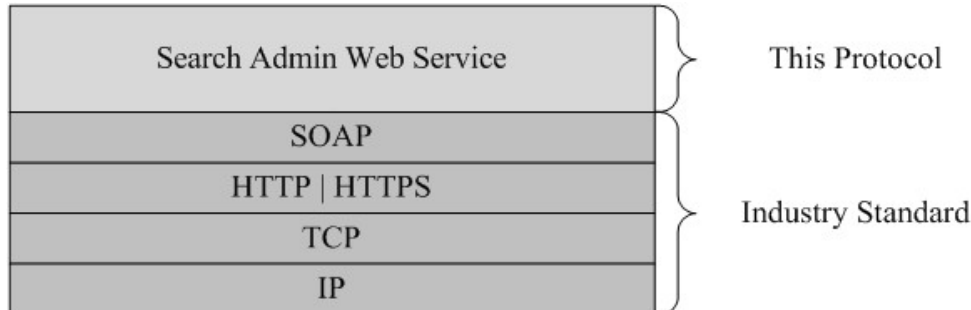 Search Admin Web Service
This Protocol
SOAP
HTTP | HTTPS
TCP
IP
Industry Standard